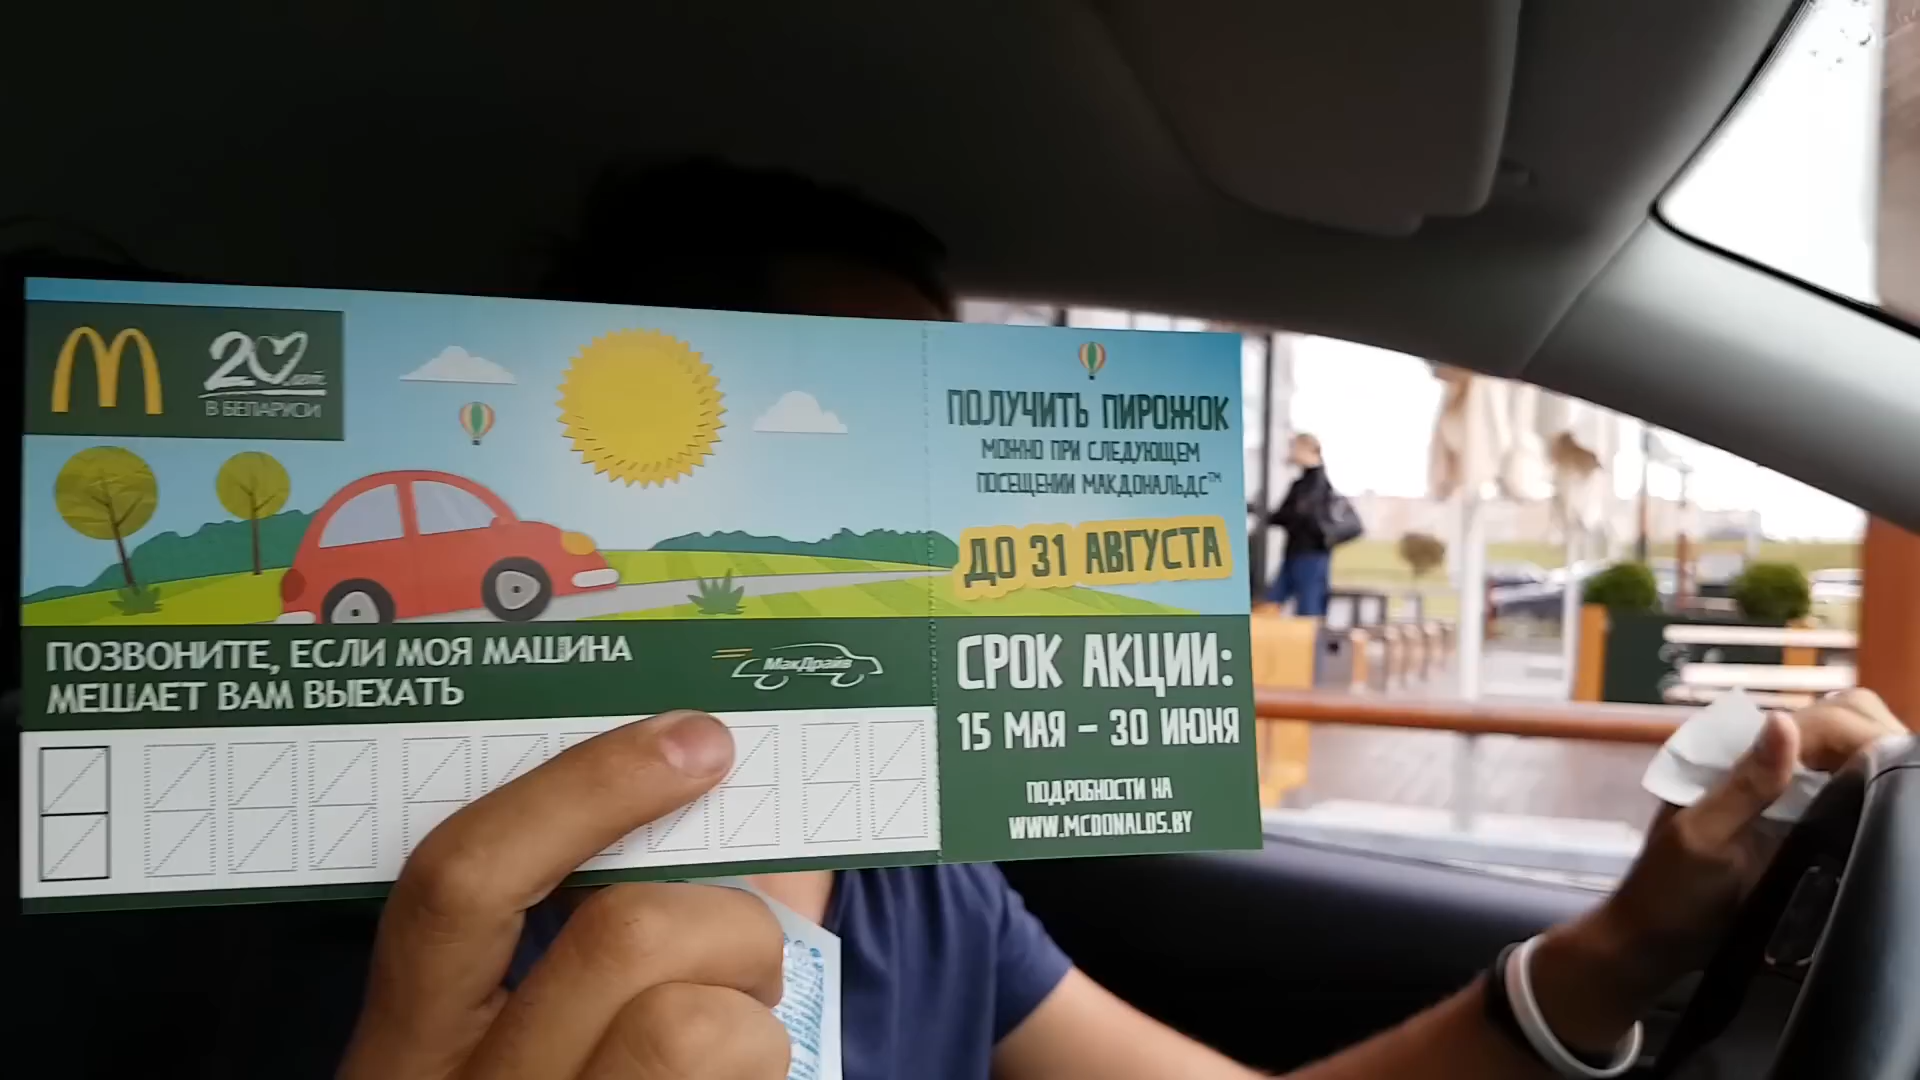 20 лет
В БЕЛАРУСИ
ПОЗВОНИТЕ, ЕСЛИ МОЯ МАШИНА
МЕШАЕТ ВАМ ВЫЕХАТЬ
МакДрайв
ПОЛУЧИТЬ ПИРОЖОК
МОЖНО ПРИ СЛЕДУЮЩЕМ
ПОСЕЩЕНИИ МАКДОНАЛЬДС™
ДО 31 АВГУСТА
СРОК АКЦИИ:
15 МАЯ – 30 ИЮНЯ
ПОДРОБНОСТИ НА
WWW.MCDONALDS.BY